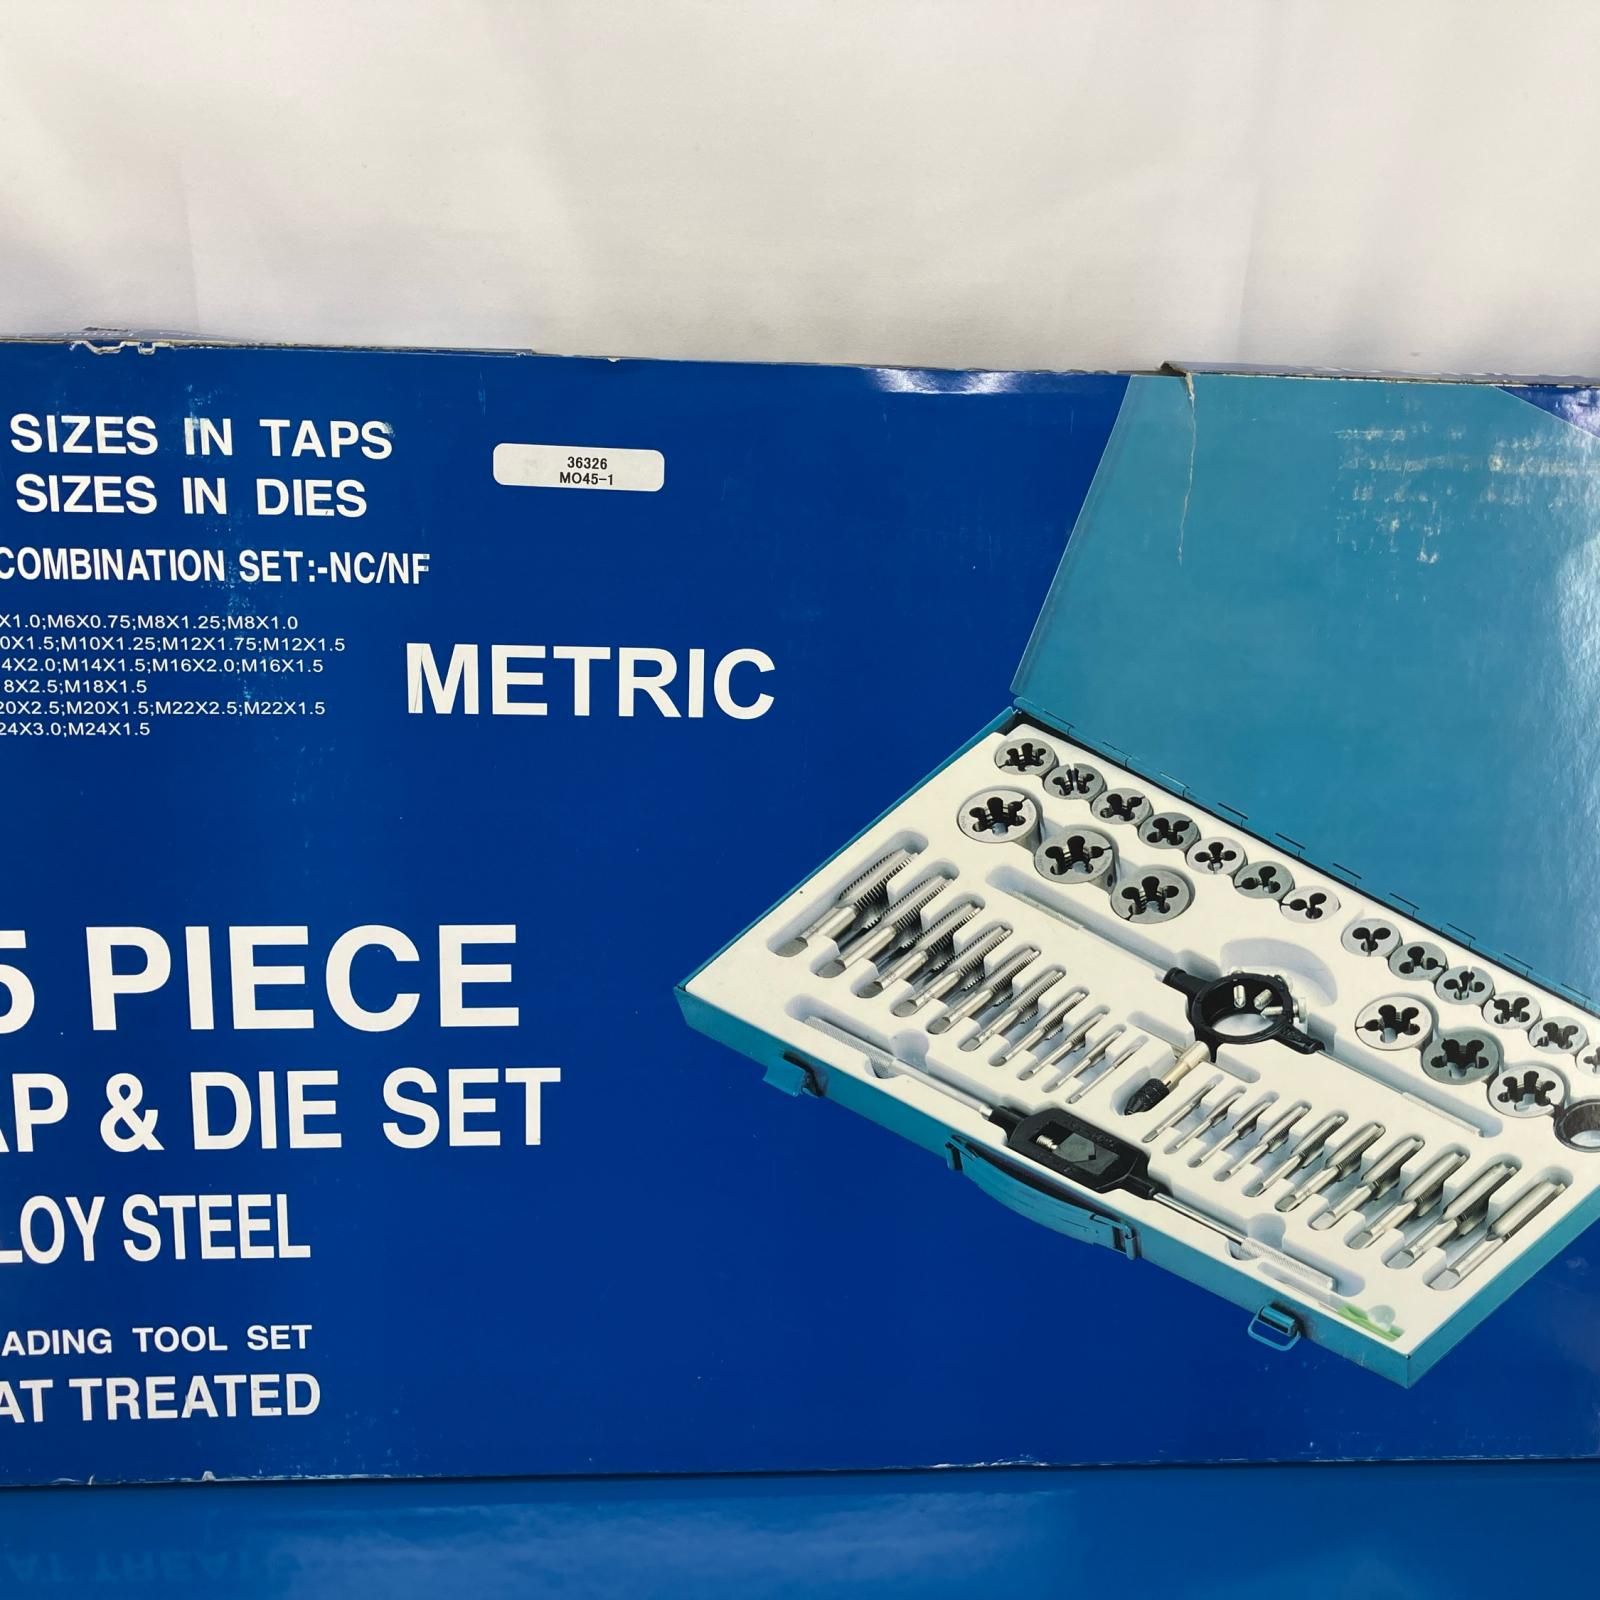 SIZES IN TAPS
SIZES IN DIES
36326
MO45-1
COMBINATION SET:-NC/NF
X1.0;M6X0.75;M8X1.25;M8X1.0
0X1.5;M10X1.25;M12X1.75;M12X1.5
4X2.0;M14X1.5;M16X2.0;M16X1.5
8X2.5;M18X1.5
20X2.5;M20X1.5;M22X2.5;M22X1.5
24X3.0;M24X1.5
METRIC
5 PIECE
AP & DIE SET
LOY STEEL
ADING TOOL SET
AT TREATED